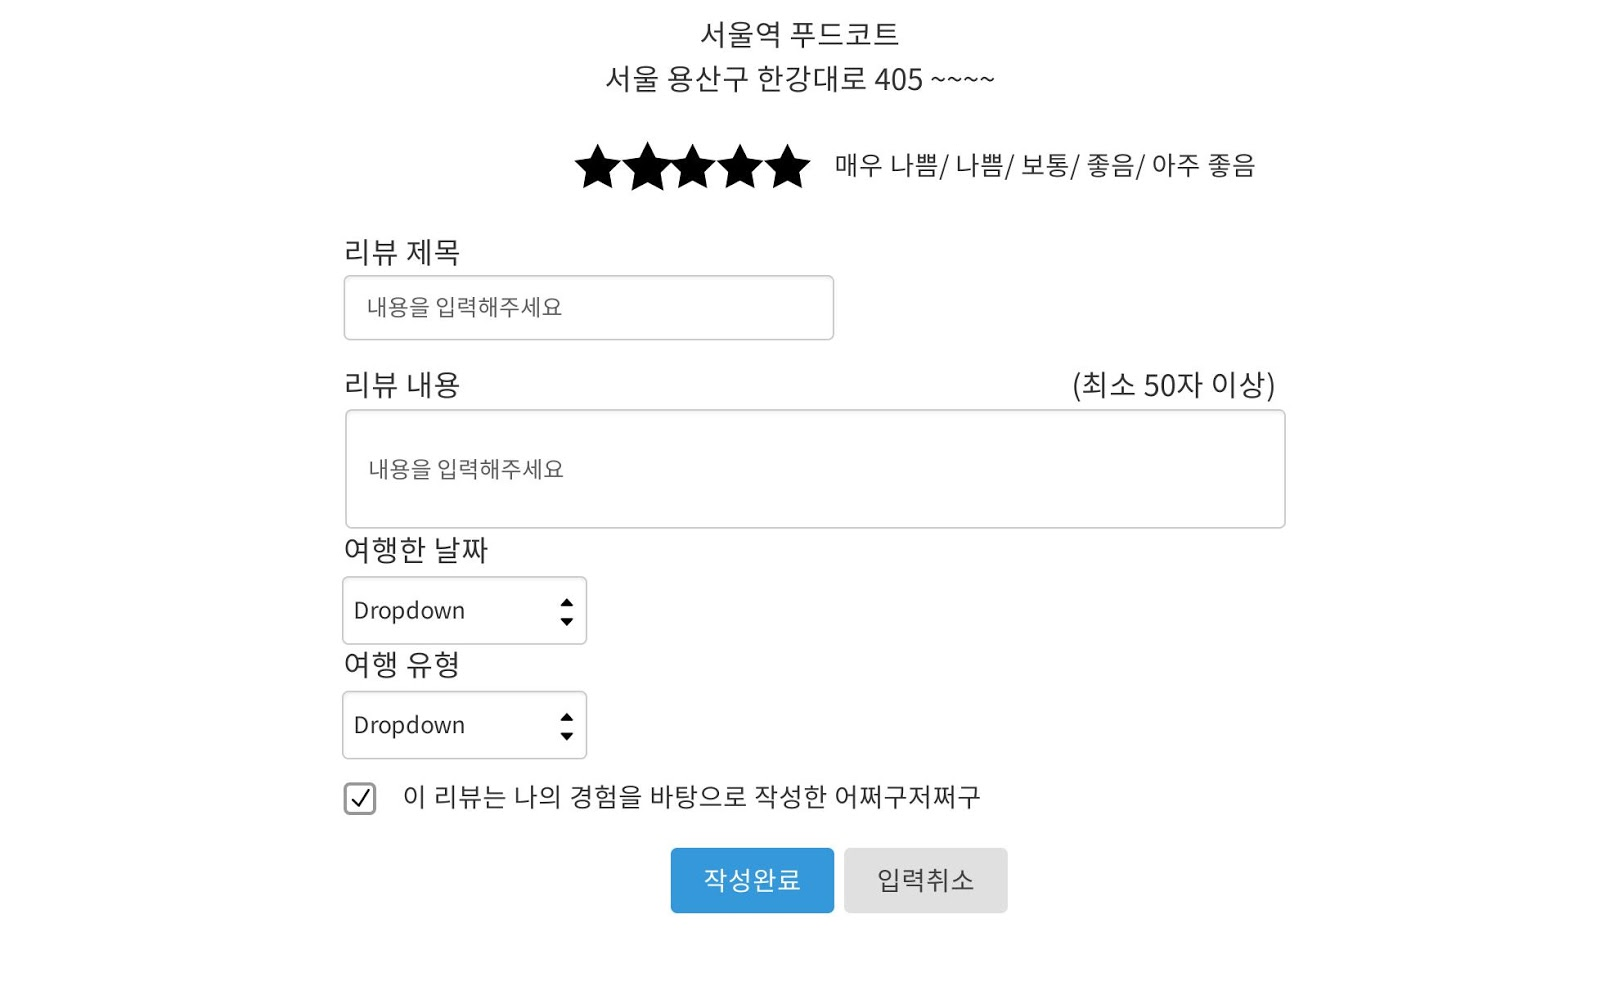 서울역 푸드코트
서울 용산구 한강대로 405 ~~~~
매우 나쁨/ 나쁨/ 보통/ 좋음/ 아주 좋음
리뷰 제목
내용을 입력해주세요
리뷰 내용 (최소 50자 이상)
내용을 입력해주세요
여행한 날짜
Dropdown
여행 유형
Dropdown
이 리뷰는 나의 경험을 바탕으로 작성한 어쩌구저쩌구
작성완료 입력취소